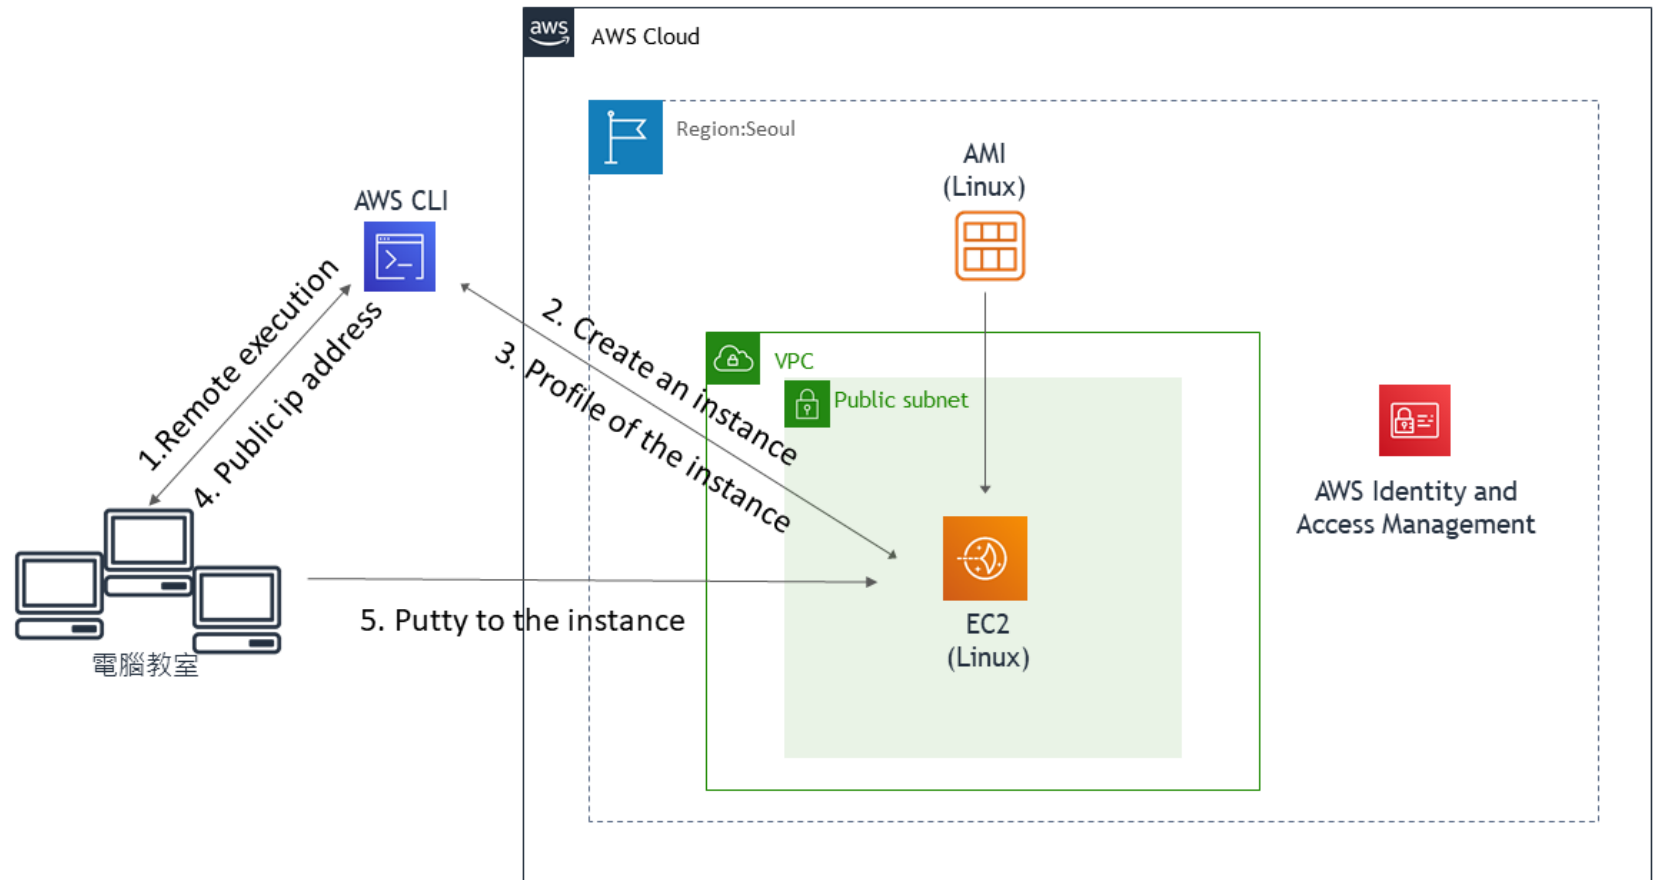 aws
AWS Cloud
Region:Seoul
AMI
(Linux)
AWS CLI
1.Remote execution
4. Public ip address
2. Create an instance
3. Profile of the instance
VPC
Public subnet
AWS Identity and
Access Management
5. Putty to the instance
EC2
(Linux)
電腦教室